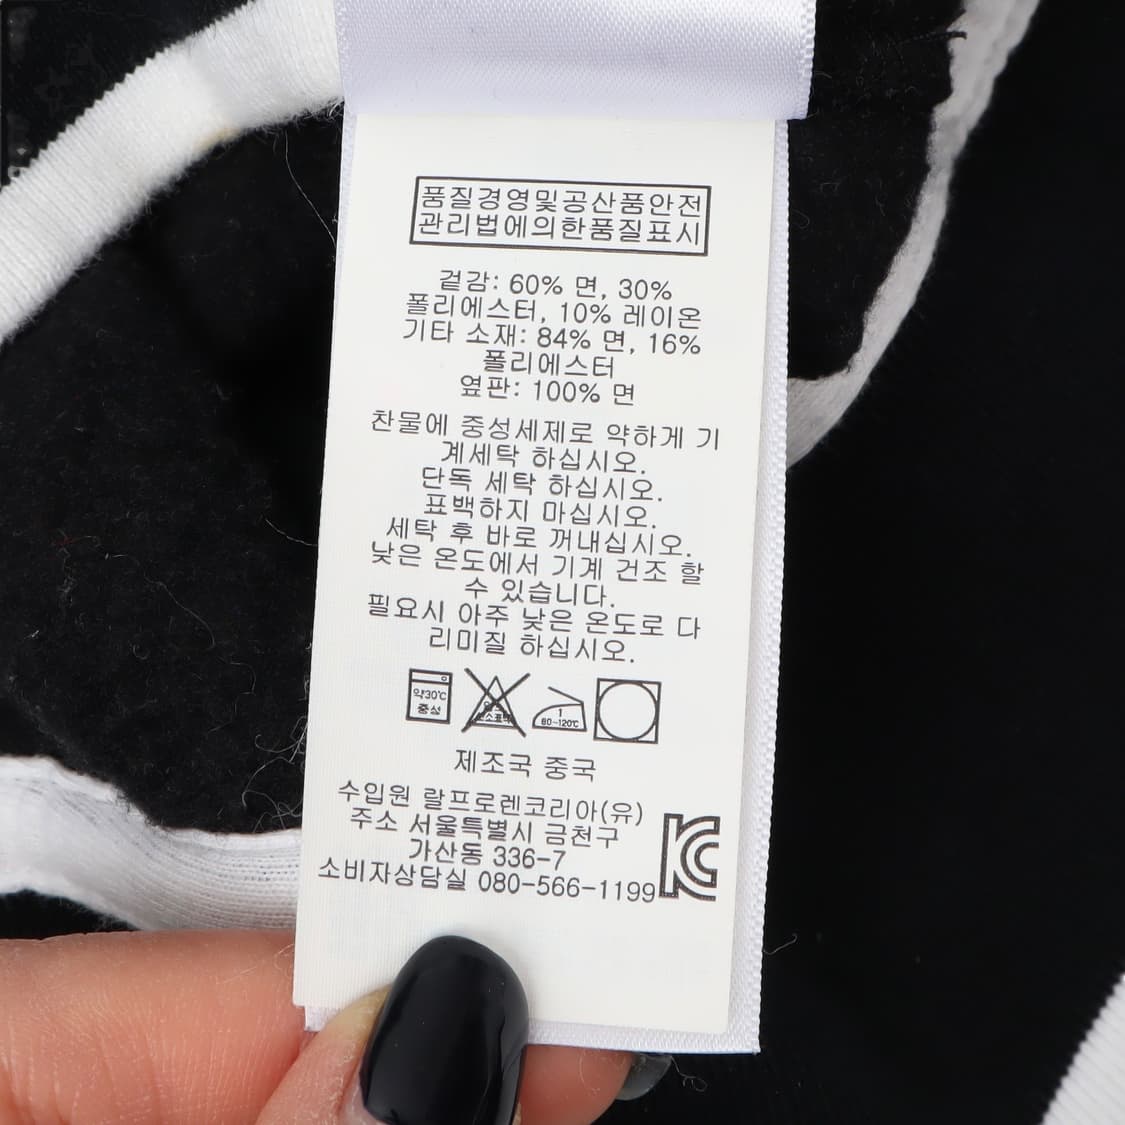 품질경영및공산품안전
관리법에의한품질표시
겉감: 60% 면, 30%
폴리에스터, 10% 레이온
기타 소재: 84% 면, 16%
폴리에스터
옆판: 100% 면
찬물에 중성세제로 약하게 기
계세탁 하십시오.
단독 세탁 하십시오.
표백하지 마십시오.
세탁 후 바로 꺼내십시오.
낮은 온도에서 기계 건조 할
수 있습니다.
필요시 아주 낮은 온도로 다
리미질 하십시오.
약30℃
중성
1
80~120℃
제조국 중국
수입원 랄프로렌코리아(유)
주소 서울특별시 금천구
가산동 336-7
소비자상담실 080-566-1199